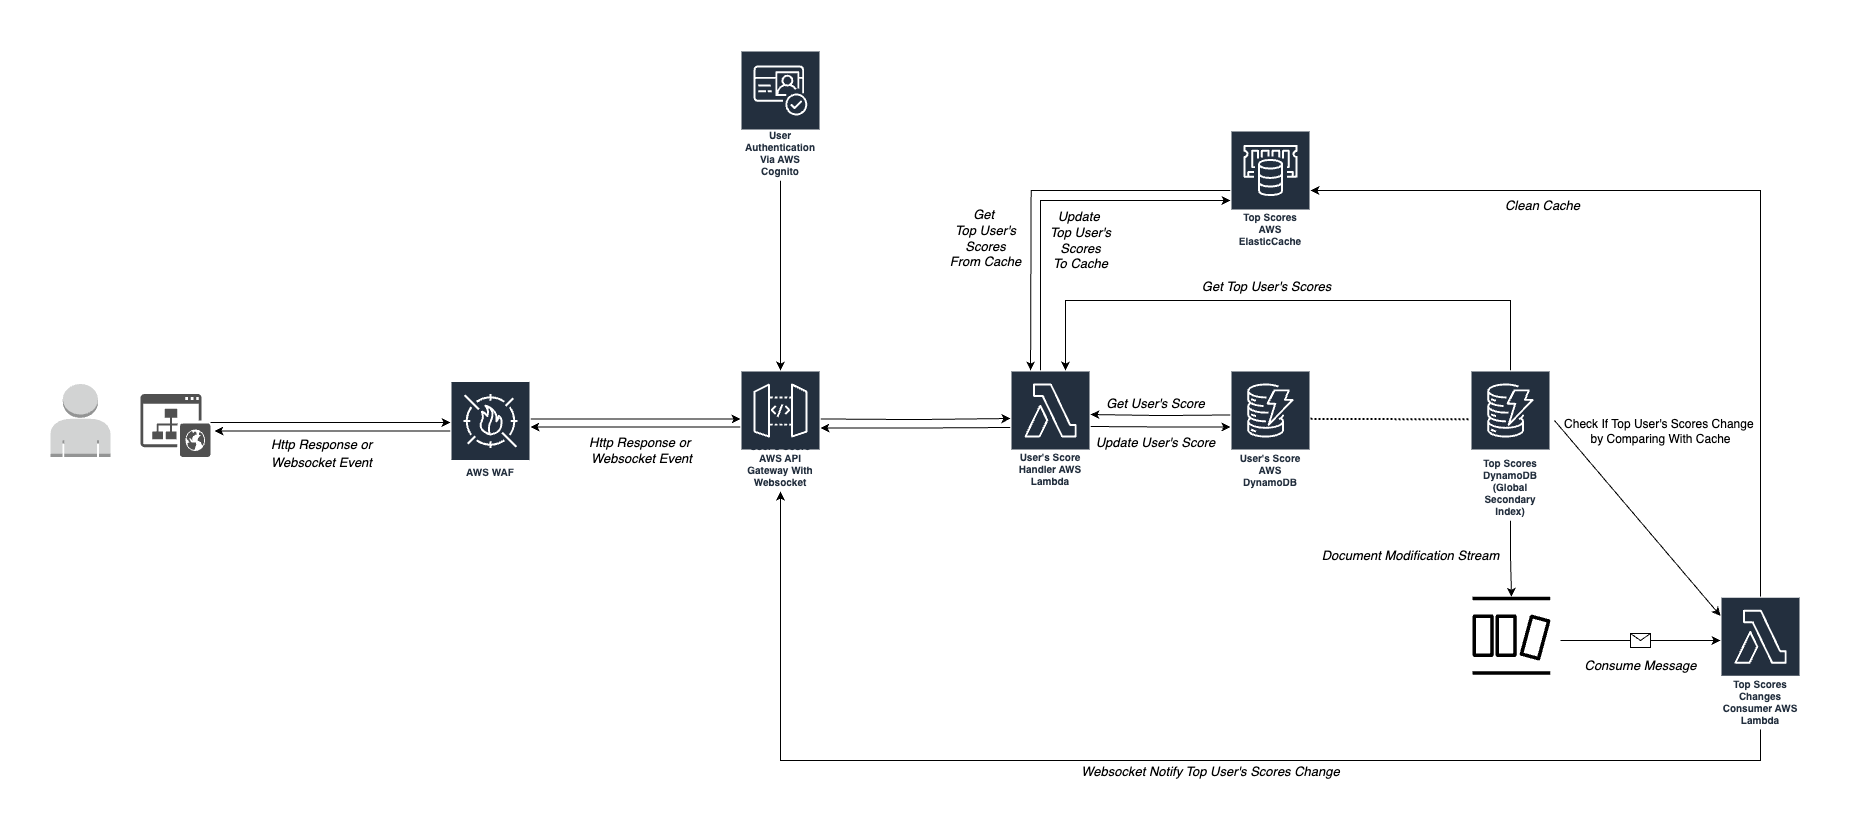 User
Authentication
Via AWS
Cognito
Top Scores
AWS
ElasticCache
Clean Cache
Get
Top User's
Scores
From Cache
Update
Top User's
Scores
To Cache
Get Top User's Scores
Http Response or
Websocket Event
AWS WAF
Http Response or
Websocket Event
AWS API
Gateway With
Websocket
User's Score
Handler AWS
Lambda
Get User's Score
Update User's Score
User's Score
AWS
DynamoDB
Top Scores
DynamoDB
(Global
Secondary
Index)
Check If Top User's Scores Change
by Comparing With Cache
Document Modification Stream
Consume Message
Top Scores
Changes
Consumer AWS
Lambda
Websocket Notify Top User's Scores Change